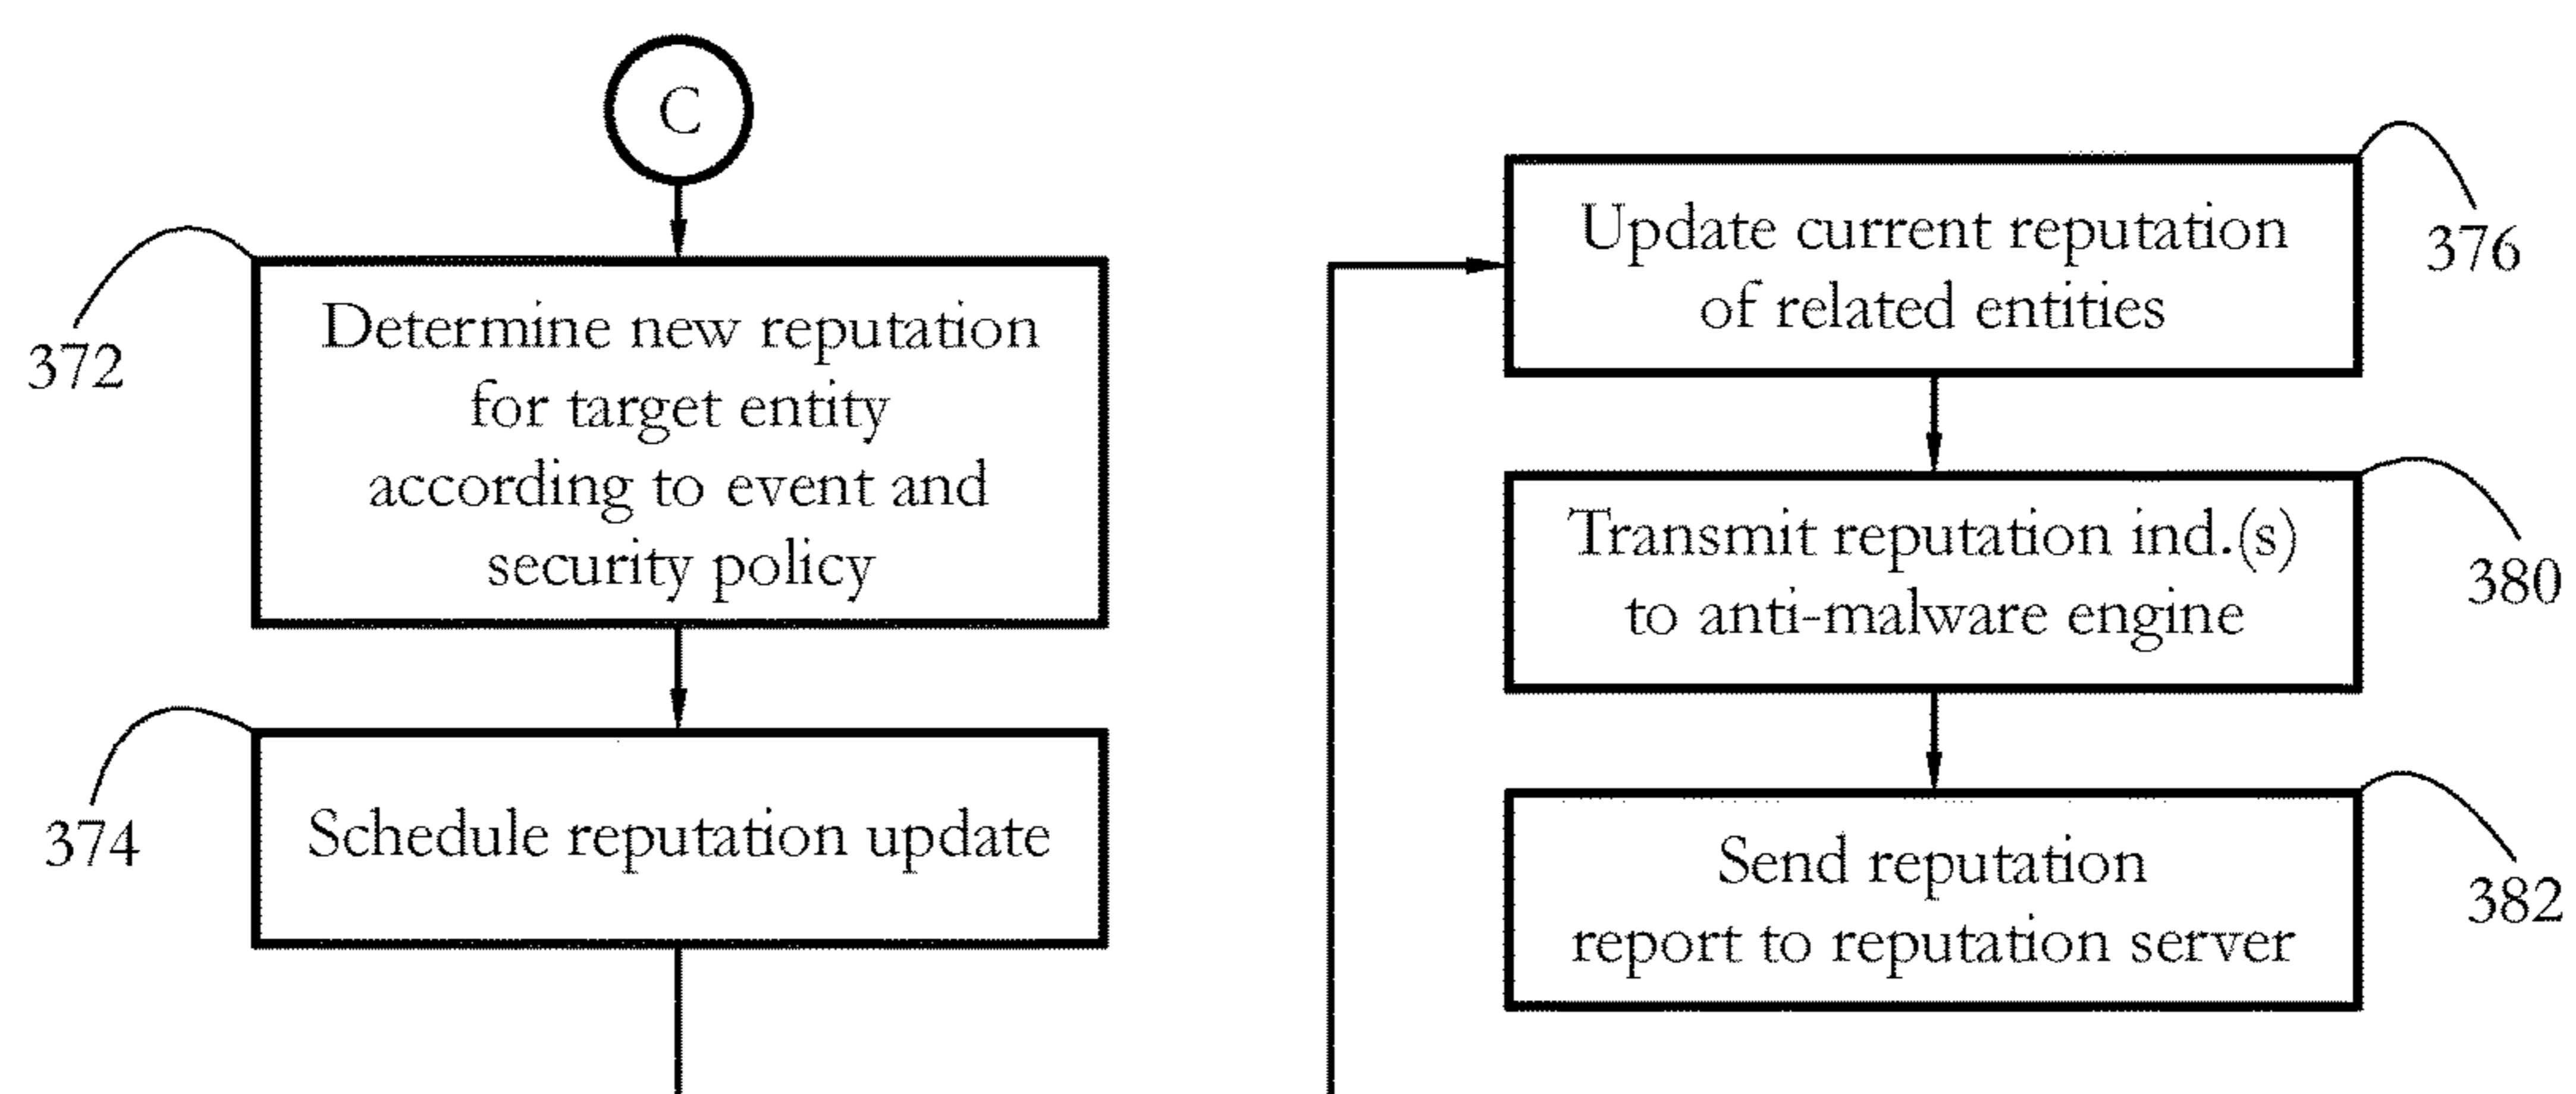 C
372
Determine new reputation
for target entity
according to event and
security policy
374
Schedule reputation update
Update current reputation
of related entities
376
Transmit reputation ind.(s)
to anti-malware engine
380
Send reputation
report to reputation server
382